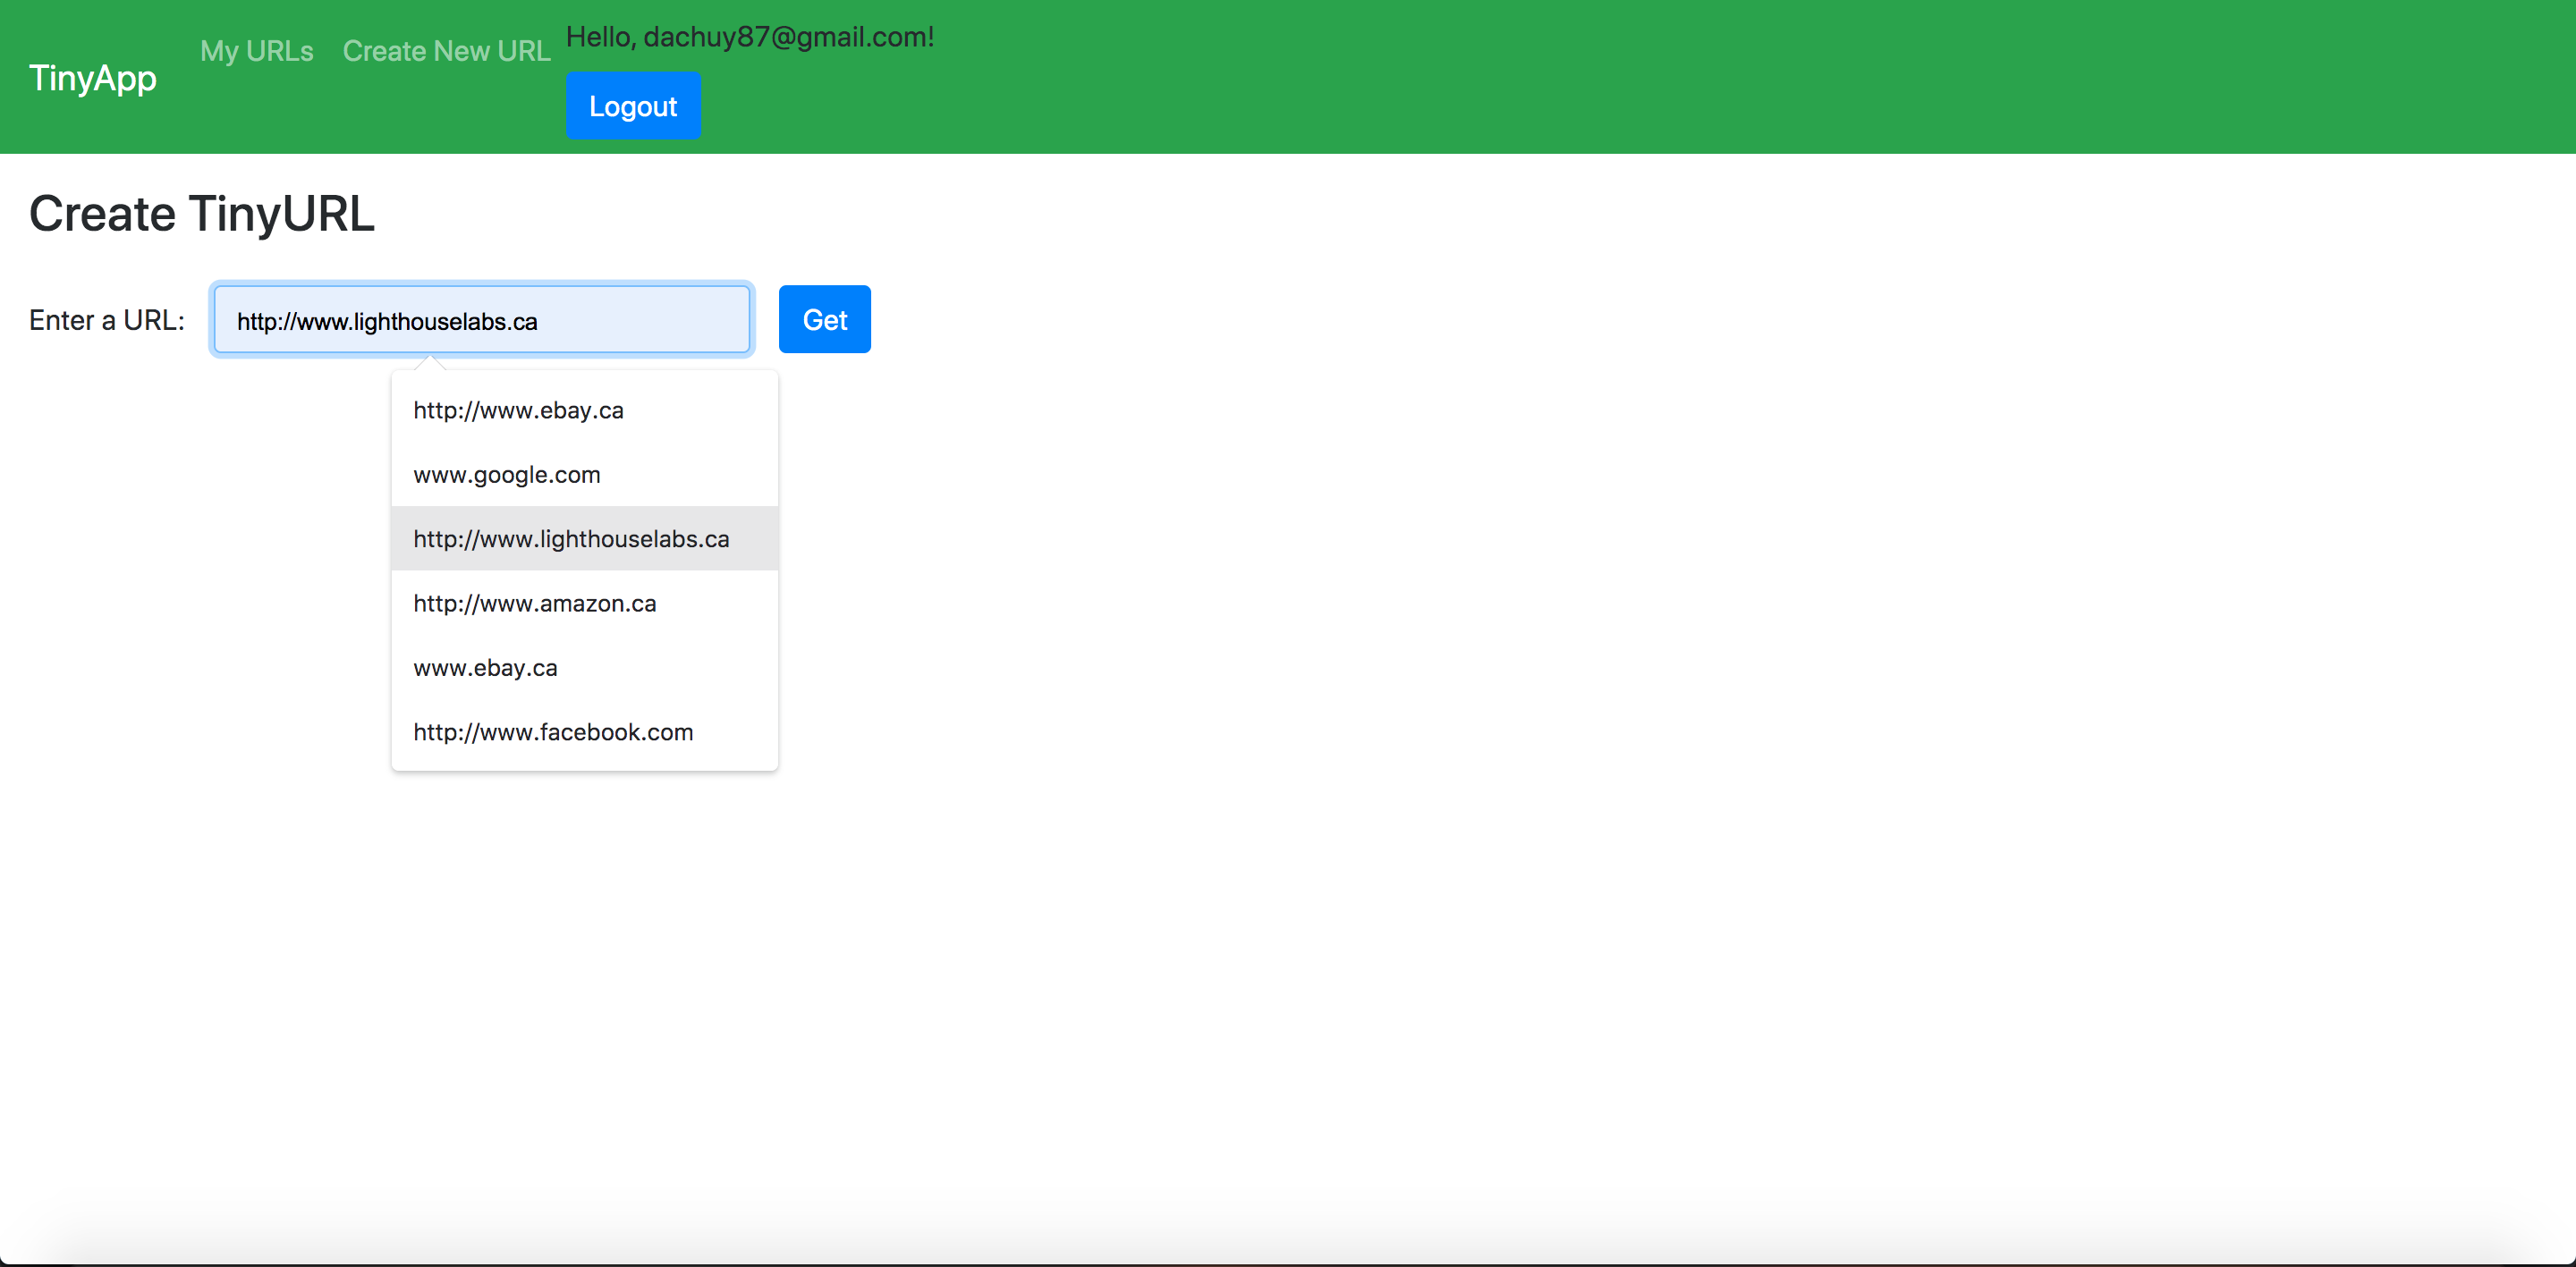 TinyApp
My URLs
Create New URL
Hello, dachuy87@gmail.com!
Logout
Create TinyURL
Enter a URL:
http://www.lighthouselabs.ca
Get
http://www.ebay.ca
www.google.com
http://www.lighthouselabs.ca
http://www.amazon.ca
www.ebay.ca
http://www.facebook.com